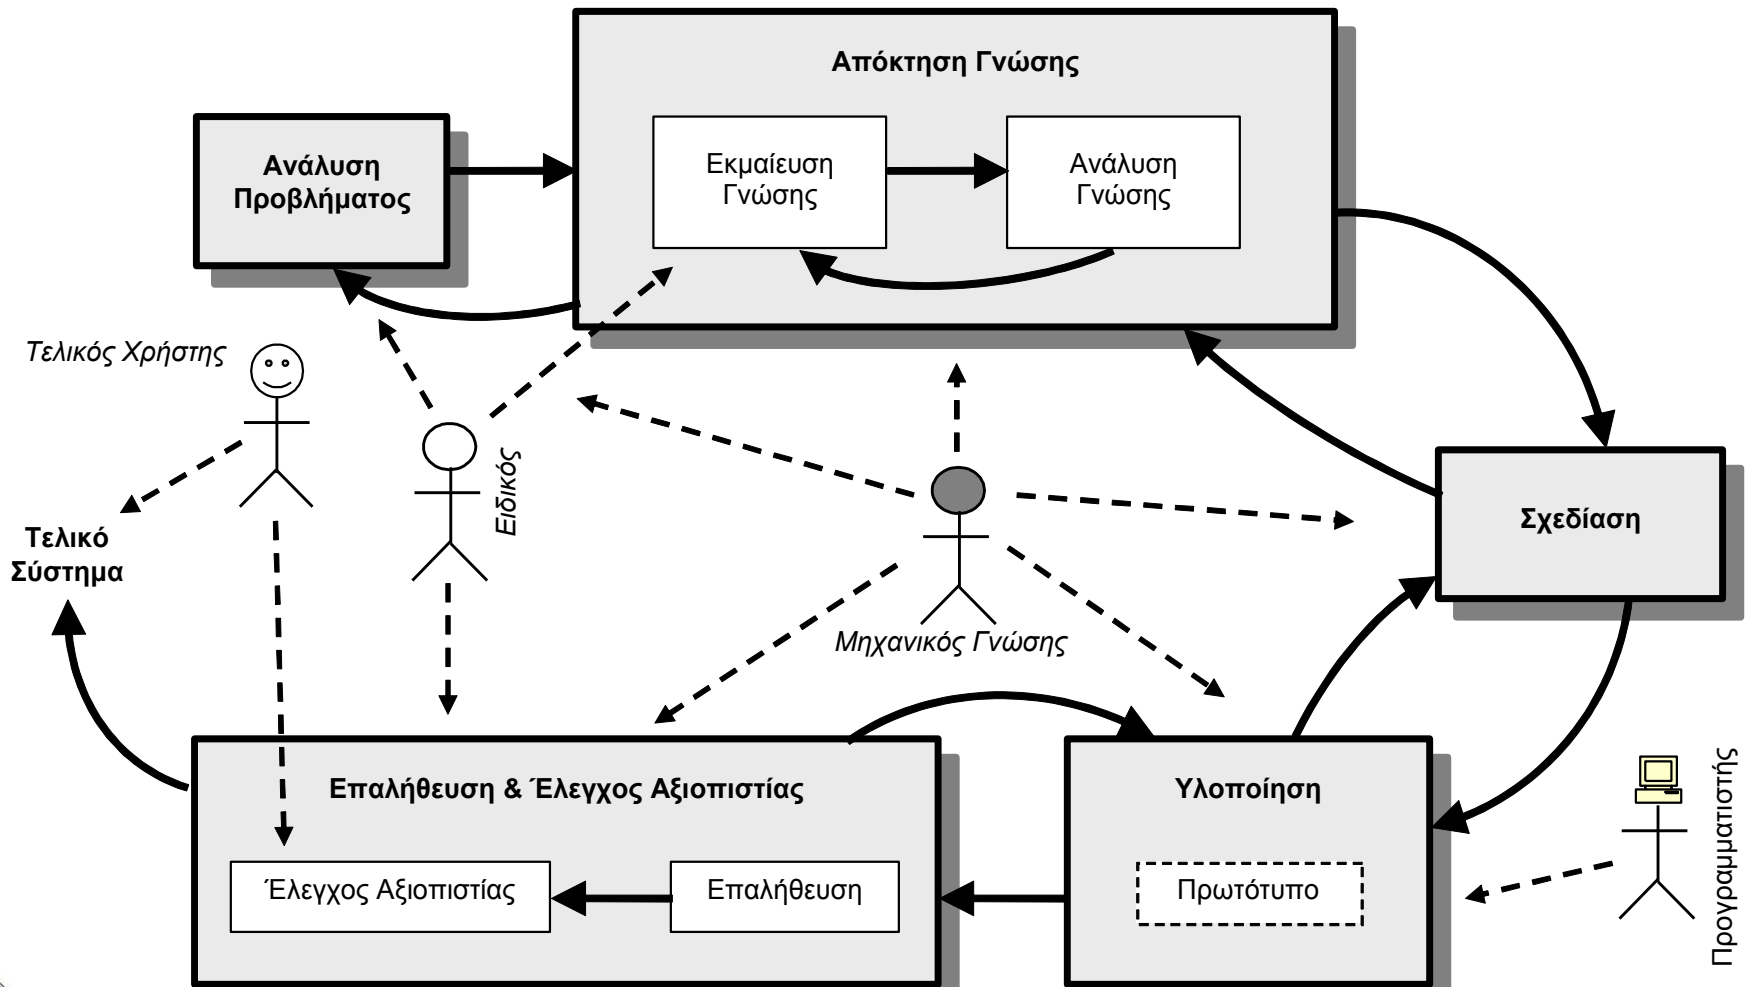 Απόκτηση Γνώσης
Ανάλυση
Προβλήματος
Εκμαίευση
Γνώσης
Ανάλυση
Γνώσης
Τελικός Χρήστης
Ειδικός
Τελικό
Σύστημα
Μηχανικός Γνώσης
Σχεδίαση
Επαλήθευση & Έλεγχος Αξιοπιστίας
Έλεγχος Αξιοπιστίας
Επαλήθευση
Υλοποίηση
Πρωτότυπο
Προγραμματιστής